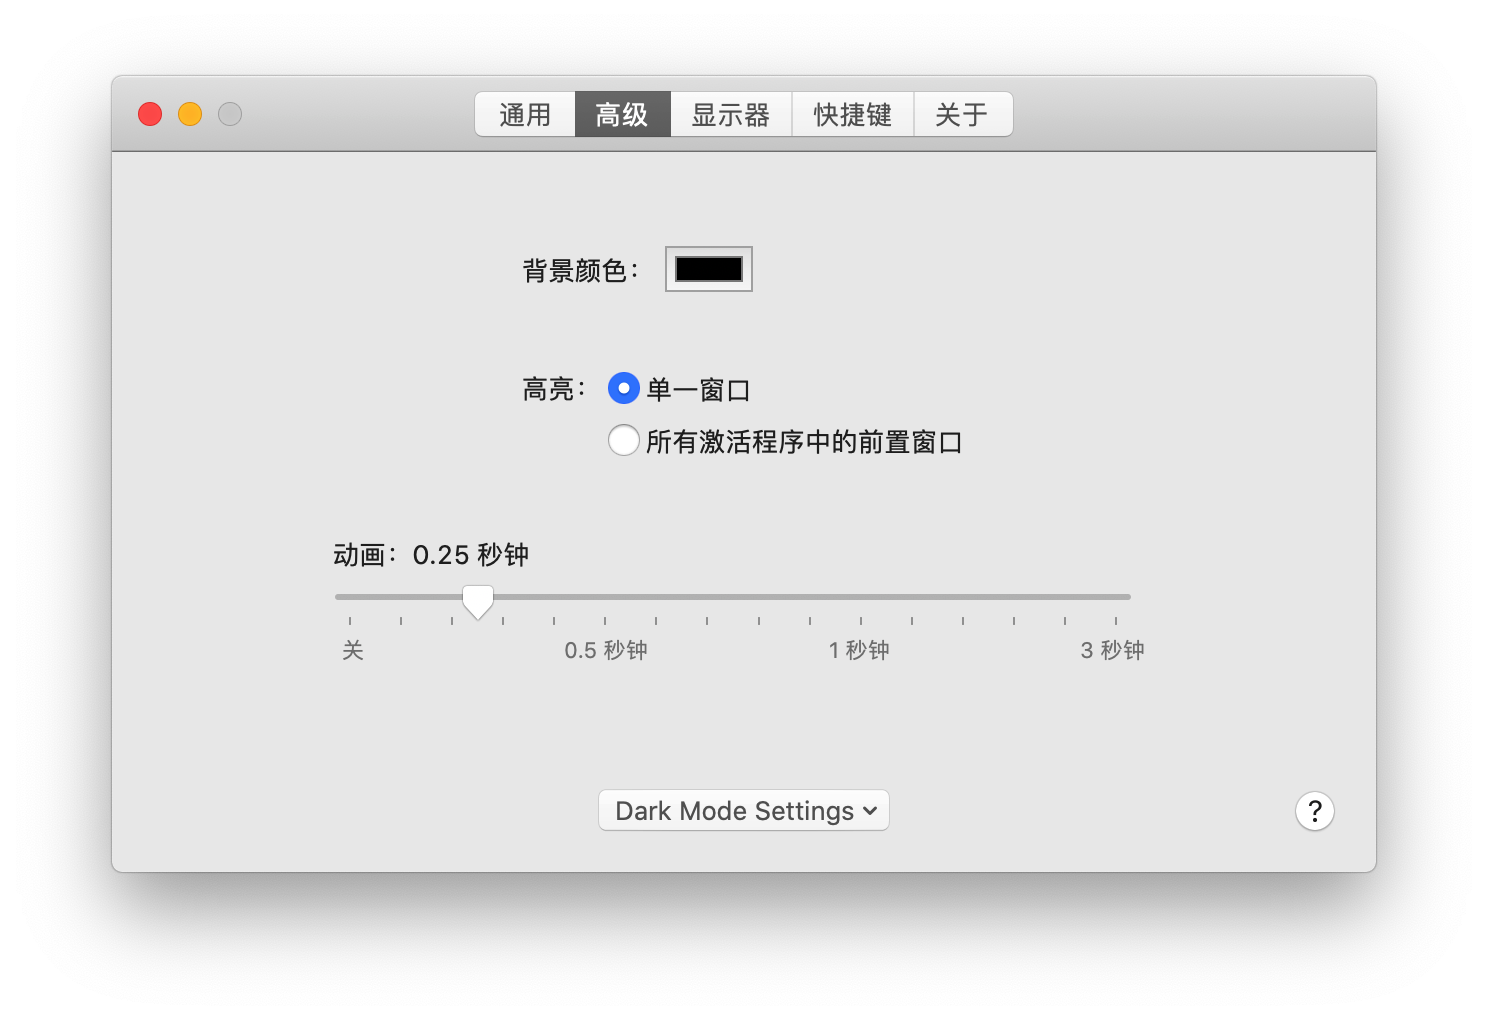 通用 高级 显示器 快捷键 关于
背景颜色：
高亮： 单一窗口
所有激活程序中的前置窗口
动画： 0.25 秒钟
关 0.5 秒钟 1 秒钟 3 秒钟
Dark Mode Settings
?